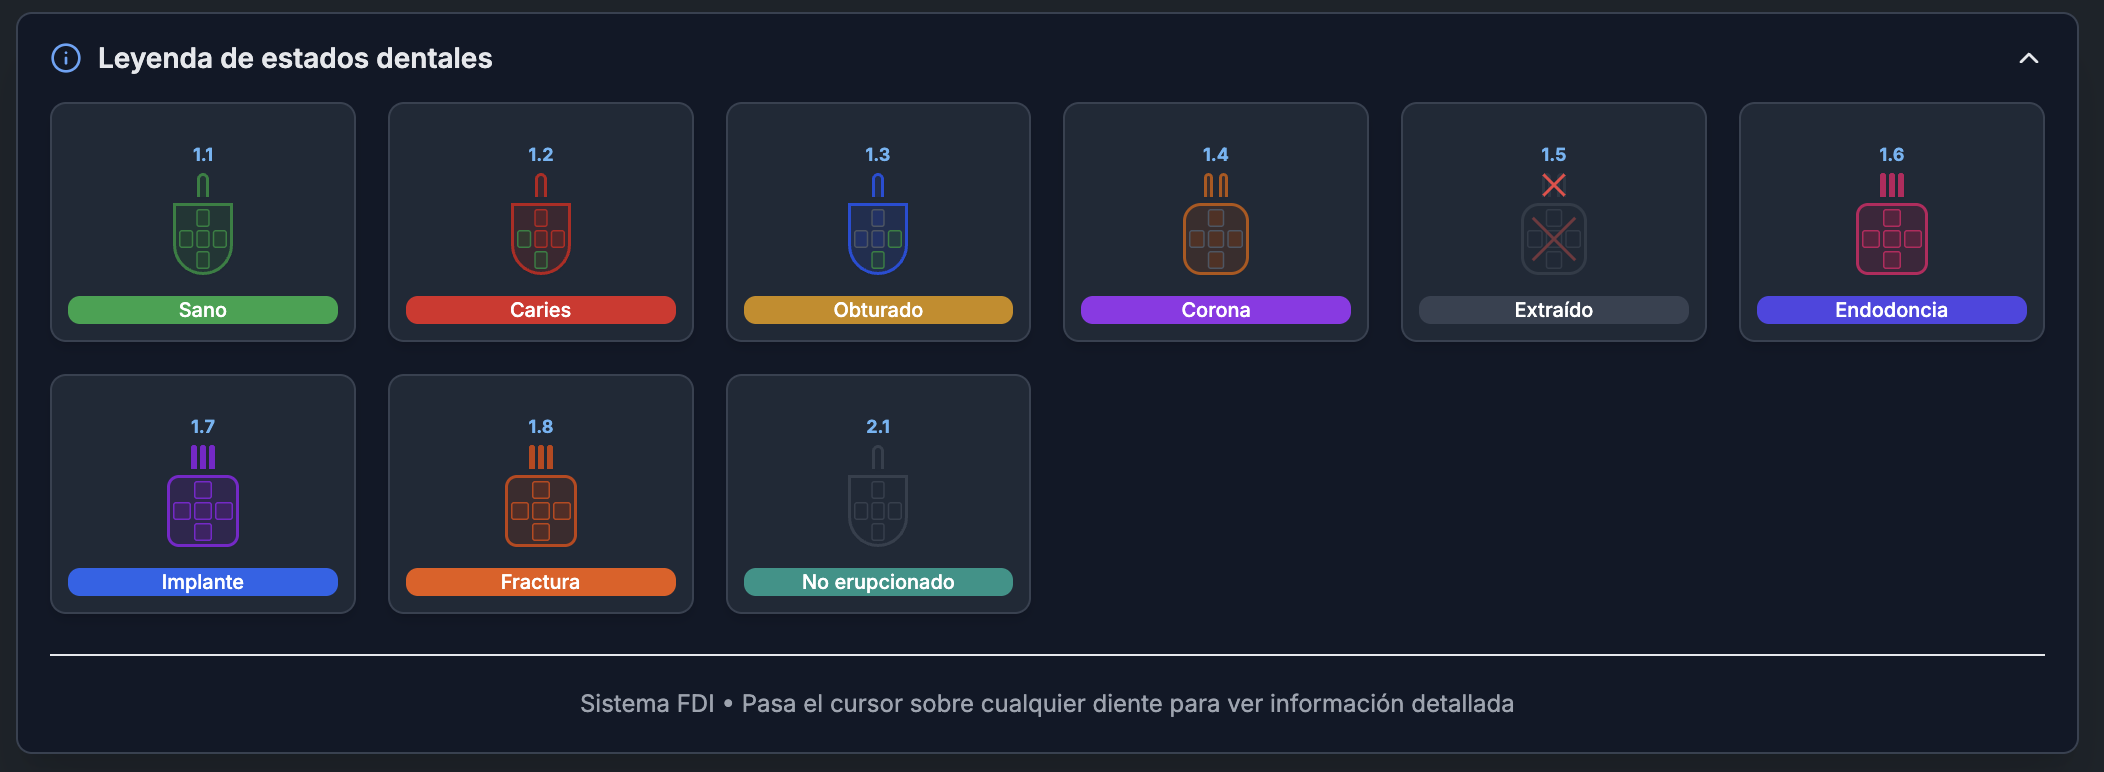 Leyenda de estados dentales
1.1
1.2
1.3
1.4
1.5
1.6
Sano
Caries
Obturado
Corona
Extraído
Endodoncia
1.7
1.8
2.1
Implante
Fractura
No erupcionado
Sistema FDI • Pasa el cursor sobre cualquier diente para ver información detallada